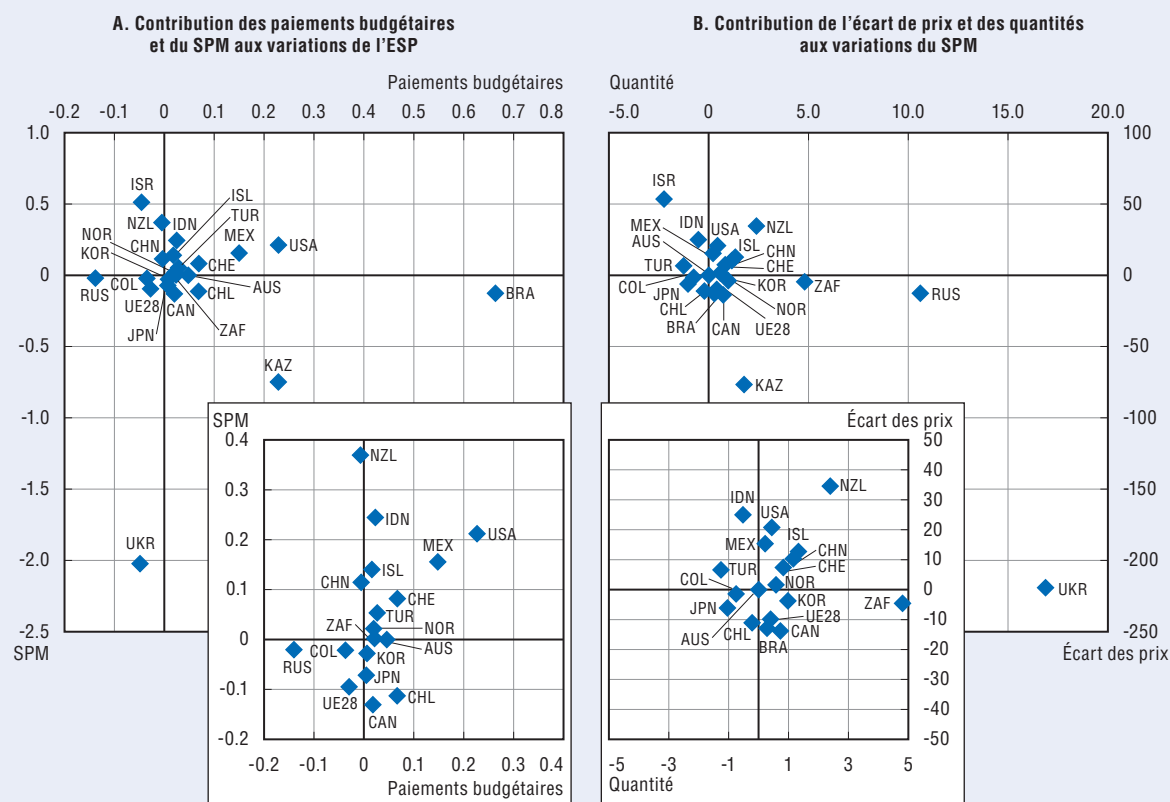 A. Contribution des paiements budgétaires
et du SPM aux variations de l'ESP
Paiements budgétaires
-0.2 -0.1 0 0.1 0.2 0.3 0.4 0.5 0.6 0.7 0.8
1.0
0.5
0
-0.5
-1.0
-1.5
-2.0
-2.5
SPM
ISR
ISL
NZL
IDN
TUR
NOR
CHN
MEX
USA
KOR
CHE
COL
RUS
AUS
UE28
CHL
BRA
CAN
JPN
ZAF
KAZ
UKR
SPM
0.4
0.3
0.2
0.1
0
-0.1
-0.2
NZL
IDN
USA
MEX
ISL
CHN
CHE
TUR
ZAF
NOR
AUS
COL
RUS
KOR
JPN
UE28
CHL
CAN
-0.2 -0.1 0 0.1 0.2 0.3 0.4
Paiements budgétaires
B. Contribution de l'écart de prix et des quantités
aux variations du SPM
Quantité
-5.0 0 5.0 10.0 15.0 20.0
100
50
0
-50
-100
-150
-200
-250
Écart des prix
ISR
IDN
USA
NZL
MEX
AUS
ISL
CHN
TUR
CHE
COL
KOR
ZAF
RUS
JPN
CHL
NOR
BRA
CAN
UE28
KAZ
UKR
Écart des prix
50
40
30
20
10
0
-10
-20
-30
-40
-50
NZL
IDN
USA
ISL
MEX
CHN
CHE
TUR
COL
NOR
JPN
KOR
ZAF
UE28
AUS
CHL
CAN
BRA
-5 -3 -1 1 3 5
Quantité